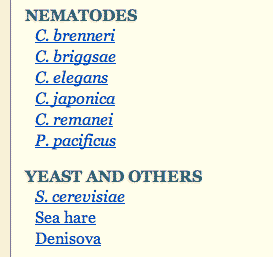 NEMATODES
C. brenneri
C. briggsae
C. elegans
C. japonica
C. remanei
P. pacificus
YEAST AND OTHERS
S. cerevisiae
Sea hare
Denisova